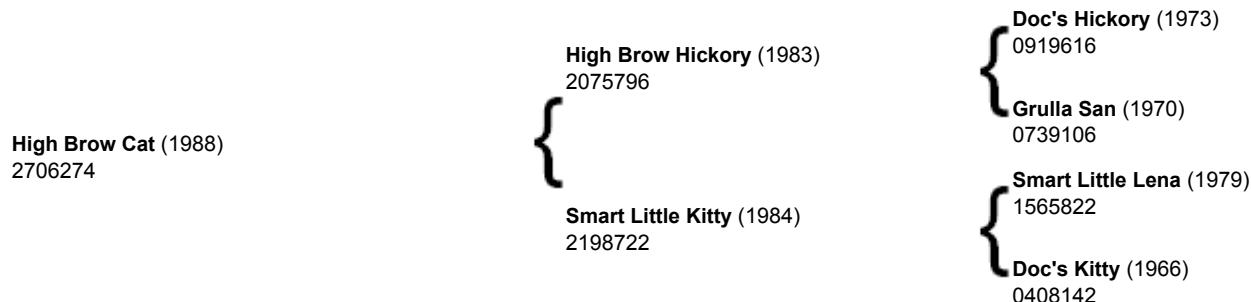 High Brow Cat (1988)
2706274
High Brow Hickory (1983)
2075796
Smart Little Kitty (1984)
2198722
Doc's Hickory (1973)
0919616
Grulla San (1970)
0739106
Smart Little Lena (1979)
1565822
Doc's Kitty (1966)
0408142